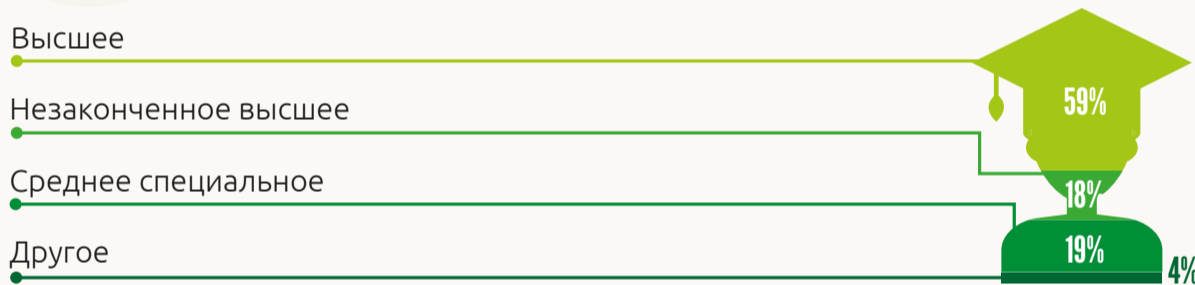 Высшее
59%
Незаконченное высшее
18%
Среднее специальное
19%
Другое
4%